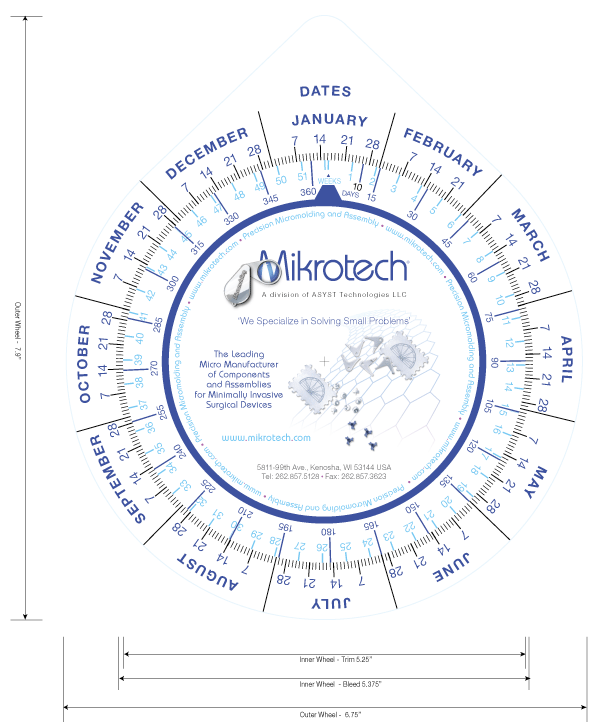 DATES
JANUARY
7 14 21 28
FEBRUARY
7 14 21 28
MARCH
7 14 21 28
APRIL
7 14 21 28
MAY
7 14 21 28
JUNE
7 14 21 28
JULY
7 14 21 28
AUGUST
7 14 21 28
SEPTEMBER
7 14 21 28
OCTOBER
7 14 21 28
NOVEMBER
7 14 21 28
DECEMBER
7 14 21 28
WEEKS
1 2 3 4 5 6 7 8 9 10 11 12 13 14 15 16 17 18 19 20 21 22 23 24 25 26 27 28 29 30 31 32 33 34 35 36 37 38 39 40 41 42 43 44 45 46 47 48 49 50 51
DAYS
10 15 30 45 60 75 90 105 120 135 150 165 180 195 210 225 240 255 270 285 300 315 330 345 360
• Precision Micromolding and Assembly • www.mikrotech.com • Precision Micromolding and Assembly • www.mikrotech.com • Precision Micromolding and Assembly • www.mikrotech.com • Precision Micromolding and Assembly • www.mikrotech.com
Mikrotech
A division of ASYST Technologies LLC
"We Specialize in Solving Small Problems"
The Leading
Micro Manufacturer
of Components
and Assemblies
for Minimally Invasive
Surgical Devices
www.mikrotech.com
5811-99th Ave., Kenosha, WI 53144 USA
Tel: 262.857.5128 • Fax: 262.857.3623
Outer Wheel - 7.9"
Inner Wheel - Trim 5.25"
Inner Wheel - Bleed 5.375"
Outer Wheel - 6.75"